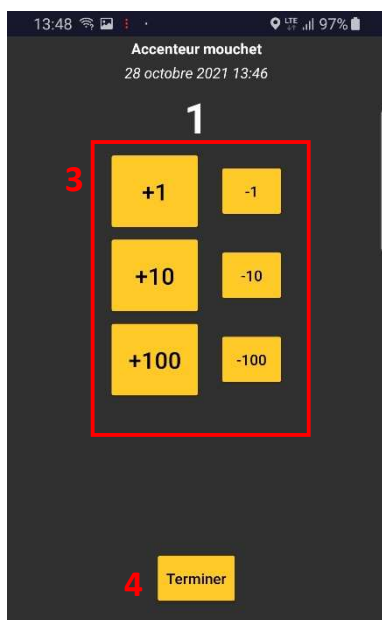 13:48 LTE 97%
Accenteur mouchet
28 octobre 2021 13:46
1
3
+1 -1
+10 -10
+100 -100
4 Terminer